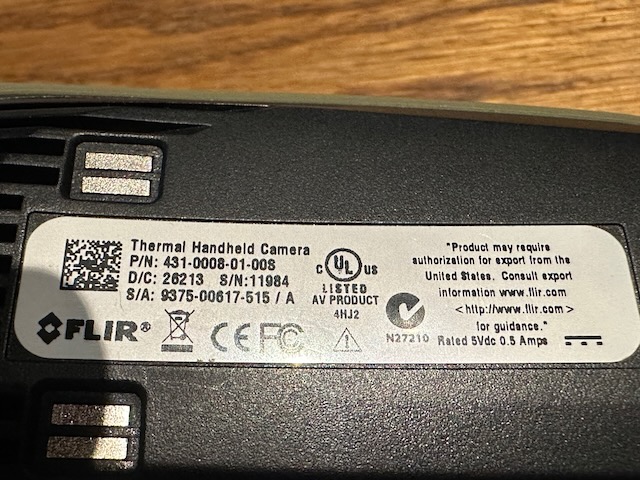 Thermal Handheld Camera
P/N: 431-0008-01-00S
D/C: 26213 S/N:11984
S/A: 9375-00617-515 / A
FLIR®
CE FC
C UL US
LISTED
AV PRODUCT
4HJ2
N27210
"Product may require
authorization for export from the
United States. Consult export
information www.flir.com
<http://www.flir.com>
for guidance."
Rated 5Vdc 0.5 Amps